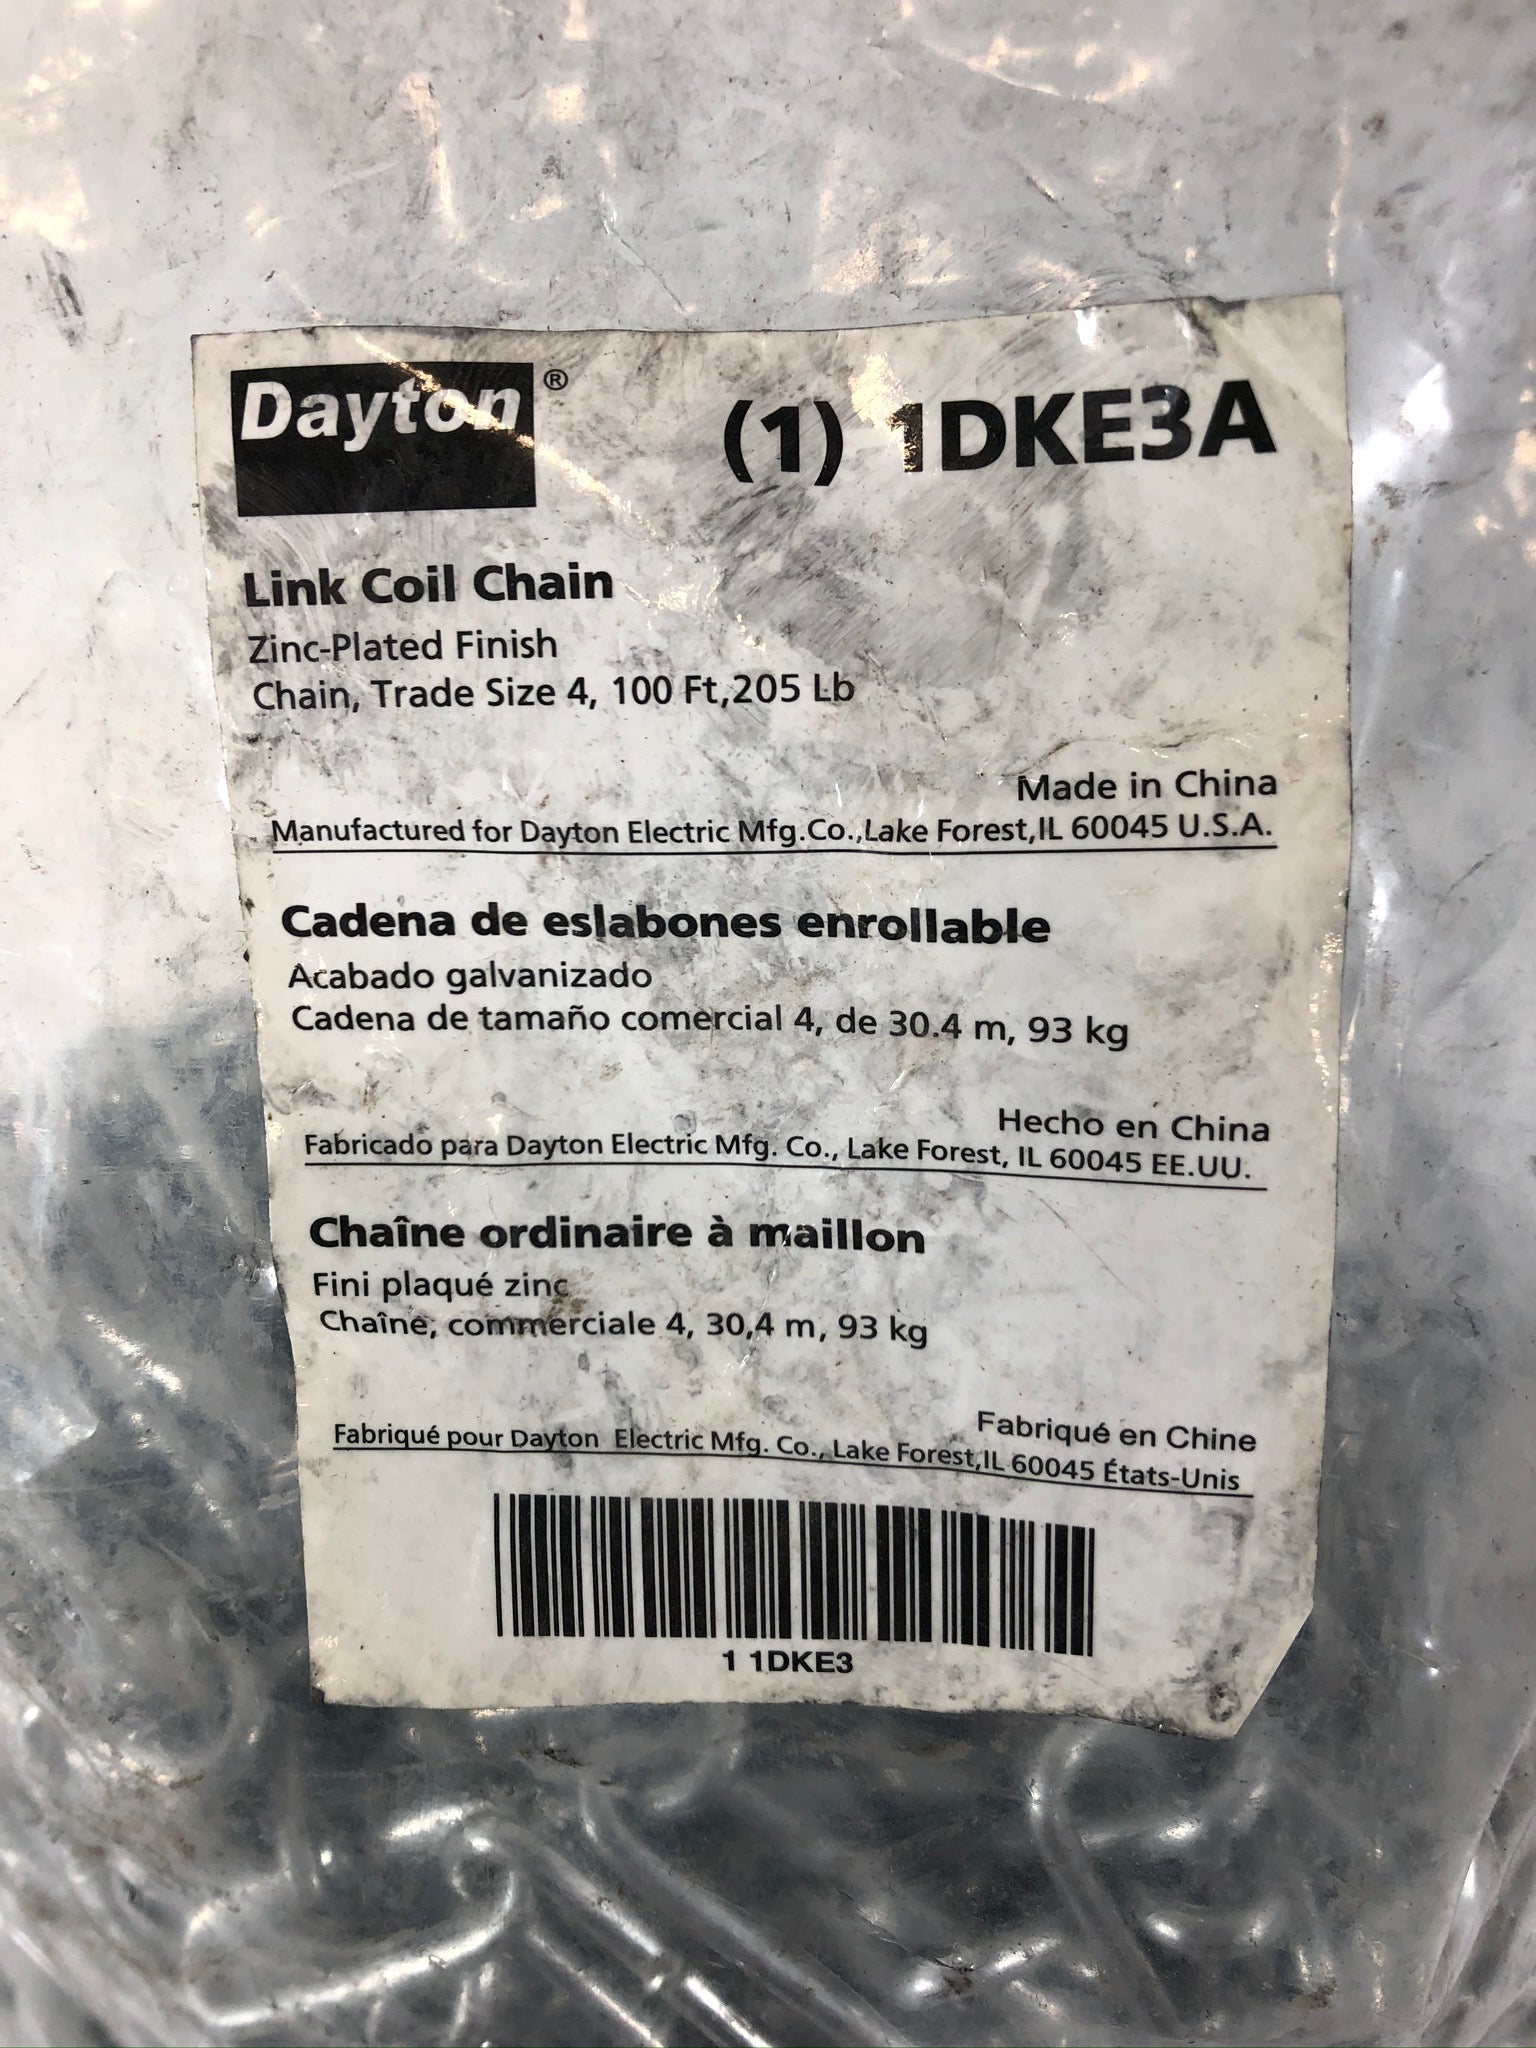 Dayton®
(1) 1DKE3A
Link Coil Chain
Zinc-Plated Finish
Chain, Trade Size 4, 100 Ft,205 Lb
Made in China
Manufactured for Dayton Electric Mfg.Co.,Lake Forest,IL 60045 U.S.A.
Cadena de eslabones enrollable
Acabado galvanizado
Cadena de tamaño comercial 4, de 30.4 m, 93 kg
Hecho en China
Fabricado para Dayton Electric Mfg. Co., Lake Forest, IL 60045 EE.UU.
Chaîne ordinaire à maillon
Fini plaqué zinc
Chaîne, commerciale 4, 30,4 m, 93 kg
Fabriqué en Chine
Fabriqué pour Dayton Electric Mfg. Co., Lake Forest,IL 60045 États-Unis
1 1DKE3